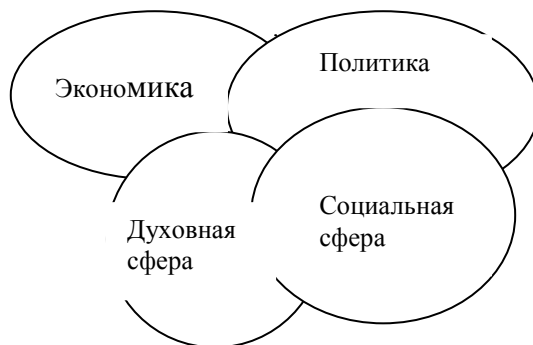 Экономика
Политика
Духовная
сфера
Социальная
сфера